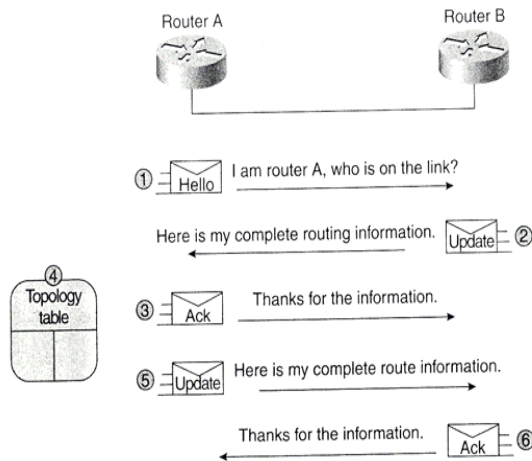 Router A
Router B
① Hello I am router A, who is on the link?
Here is my complete routing information. Update ②
④
Topology
table
③ Ack Thanks for the information.
⑤ Update Here is my complete route information.
Thanks for the information. Ack ⑥